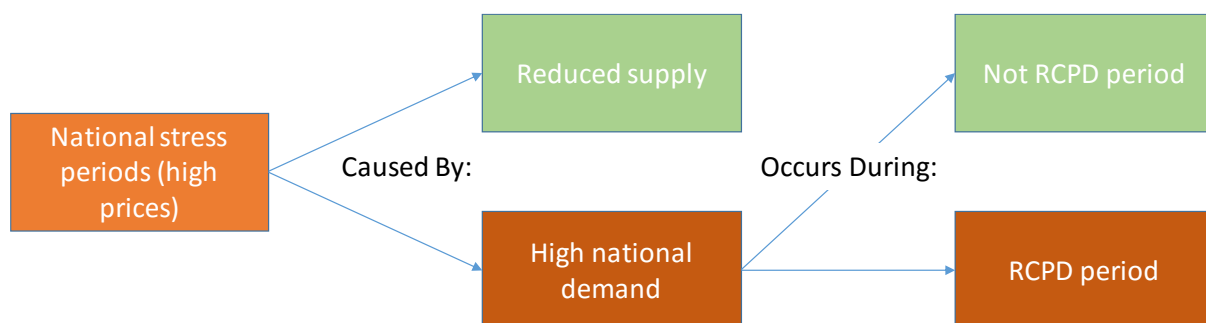 Reduced supply
Not RCPD period
National stress
periods (high
prices)
Caused By:
Occurs During:
High national
demand
RCPD period